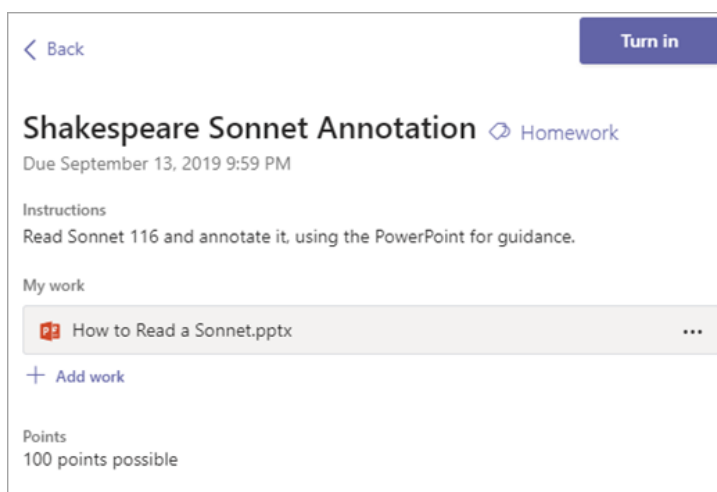 Back
Turn in
Shakespeare Sonnet Annotation Homework
Due September 13, 2019 9:59 PM
Instructions
Read Sonnet 116 and annotate it, using the PowerPoint for guidance.
My work
How to Read a Sonnet.pptx
Add work
Points
100 points possible